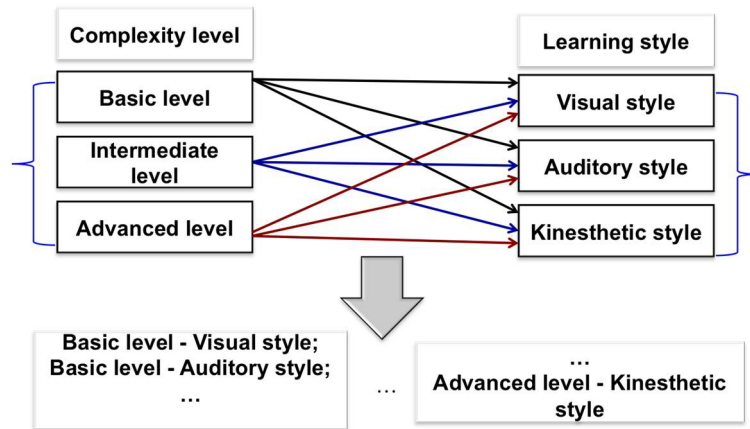 Complexity level
Learning style
Basic level
Visual style
Intermediate
level
Auditory style
Advanced level
Kinesthetic style
Basic level - Visual style;
Basic level - Auditory style;
…
…
…
Advanced level - Kinesthetic
style